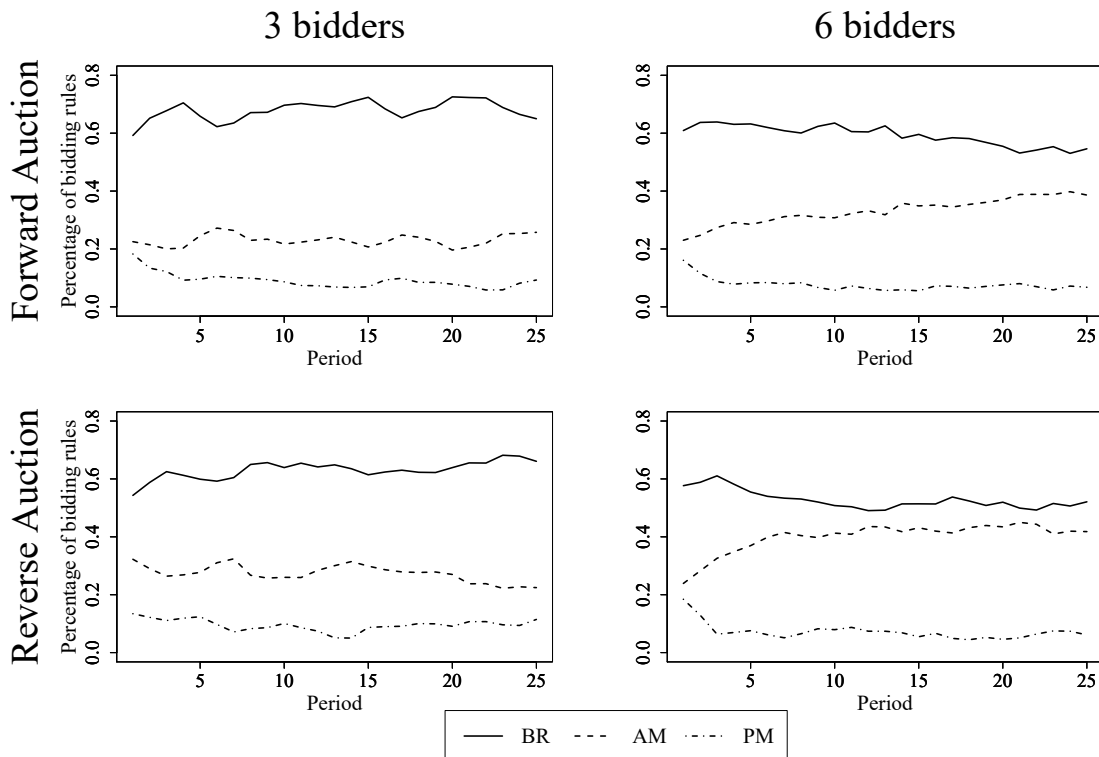 3 bidders
6 bidders
Forward Auction
Percentage of bidding rules
0.0 0.2 0.4 0.6 0.8
5 10 15 20 25
Period
0.0 0.2 0.4 0.6 0.8
5 10 15 20 25
Period
Reverse Auction
Percentage of bidding rules
0.0 0.2 0.4 0.6 0.8
5 10 15 20 25
Period
0.0 0.2 0.4 0.6 0.8
5 10 15 20 25
Period
BR AM PM